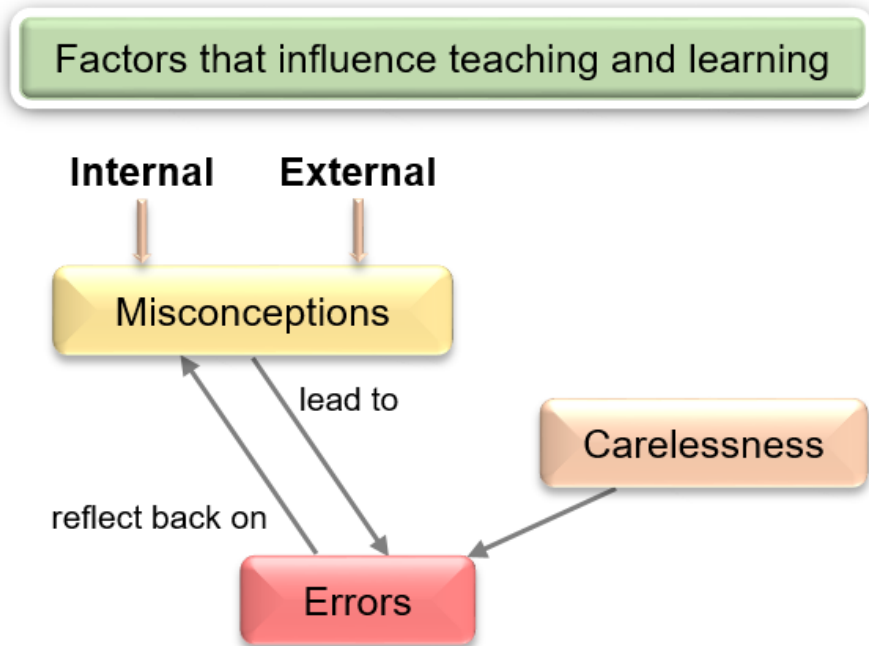 Factors that influence teaching and learning
Internal
External
Misconceptions
lead to
Carelessness
reflect back on
Errors